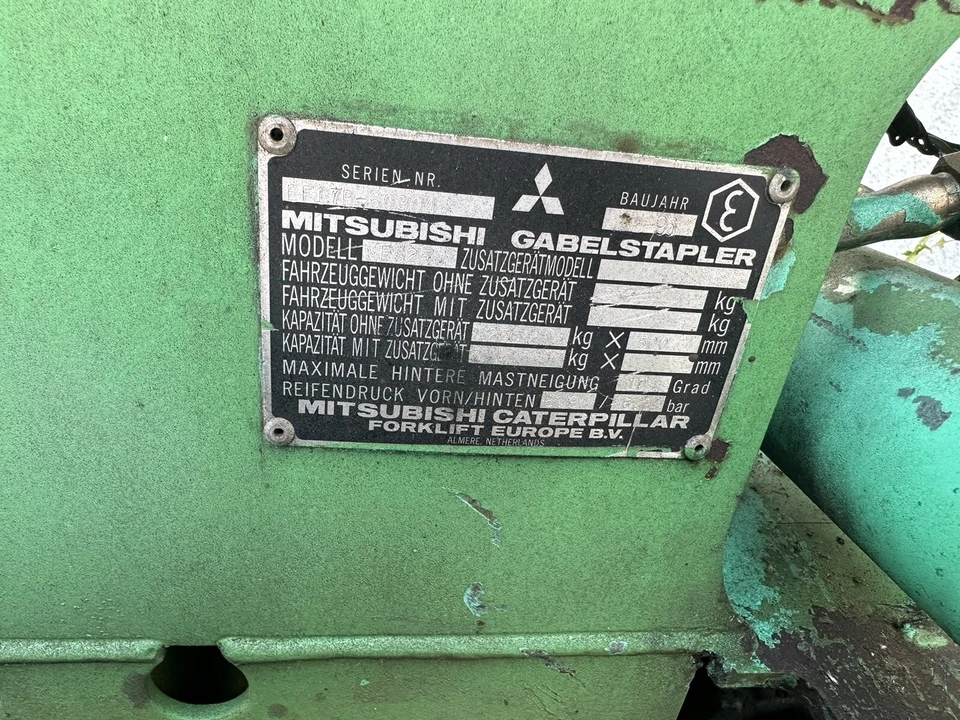 SERIEN NR.
BAUJAHR
MITSUBISHI GABELSTAPLER
MODELL ZUSATZGERÄTMODELL
FAHRZEUGGEWICHT OHNE ZUSATZGERÄT kg
FAHRZEUGGEWICHT MIT ZUSATZGERÄT kg
KAPAZITÄT OHNE ZUSATZGERÄT kg X mm
KAPAZITÄT MIT ZUSATZGERÄT kg X mm
MAXIMALE HINTERE MASTNEIGUNG Grad
REIFENDRUCK VORN/HINTEN / bar
MITSUBISHI CATERPILLAR
FORKLIFT EUROPE B.V.
ALMERE, NETHERLANDS